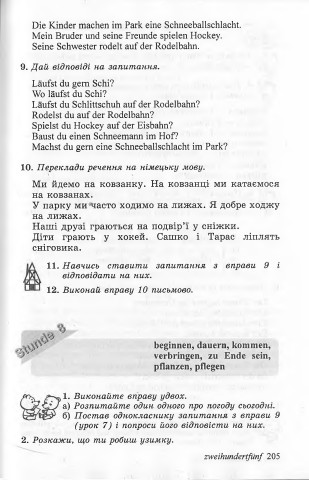 Die Kinder machen im Park eine Schneeballschlacht.
Mein Bruder und seine Freunde spielen Hockey.
Seine Schwester rodelt auf der Rodelbahn.
9. Дай відповіді на запитання.
Läufst du gern Schi?
Wo läufst du Schi?
Läufst du Schlittschuh auf der Rodelbahn?
Rodelst du auf der Rodelbahn?
Spielst du Hockey auf der Eisbahn?
Baust du einen Schneemann im Hof?
Machst du gern eine Schneeballschlacht im Park?
10. Переклади речення на німецьку мову.
Ми йдемо на ковзанку. На ковзанці ми катаємося
на ковзанах.
У парку ми часто ходимо на лижах. Я добре ходжу
на лижах.
Наші друзі граються на подвір’ї у сніжки.
Діти грають у хокей. Сашко і Тарас ліплять
сніговика.
11. Навчись ставити запитання з вправи 9 і
відповідати на них.
12. Виконай вправу 10 письмово.
Stunde 8
beginnen, dauern, kommen,
verbringen, zu Ende sein,
pflanzen, pflegen
1. Виконайте вправу удвох.
а) Розпитайте один одного про погоду сьогодні.
б) Постав однокласнику запитання з вправи 9
(урок 7) і попроси його відповісти на них.
2. Розкажи, що ти робиш узимку.
zweihundertfünf 205